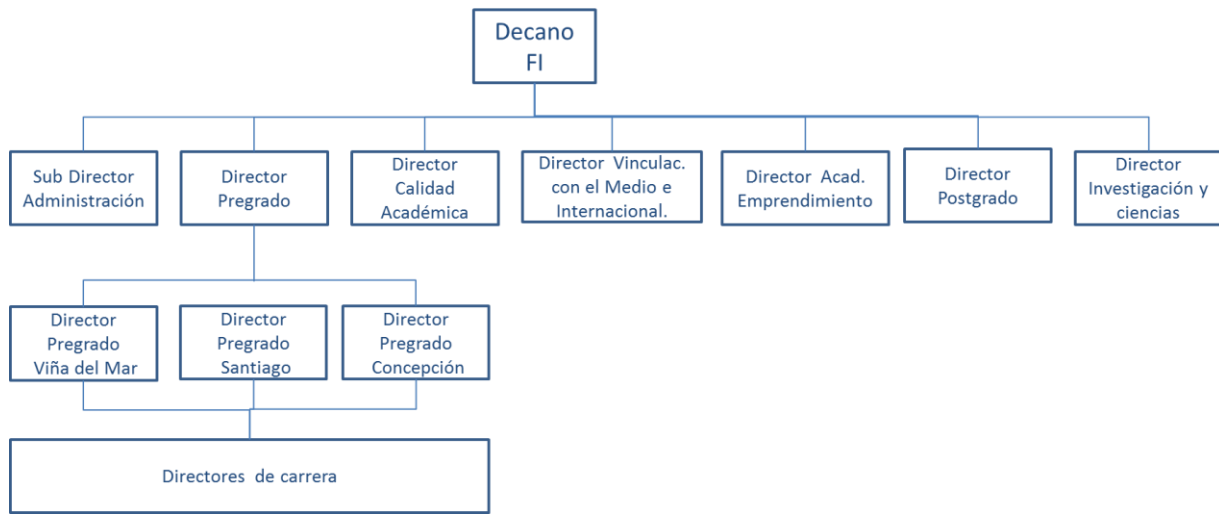 Decano
FI
Sub Director
Administración
Director
Pregrado
Director
Calidad
Académica
Director Vinculac.
con el Medio e
Internacional.
Director Acad.
Emprendimiento
Director
Postgrado
Director
Investigación y
ciencias
Director
Pregrado
Viña del Mar
Director
Pregrado
Santiago
Director
Pregrado
Concepción
Directores de carrera